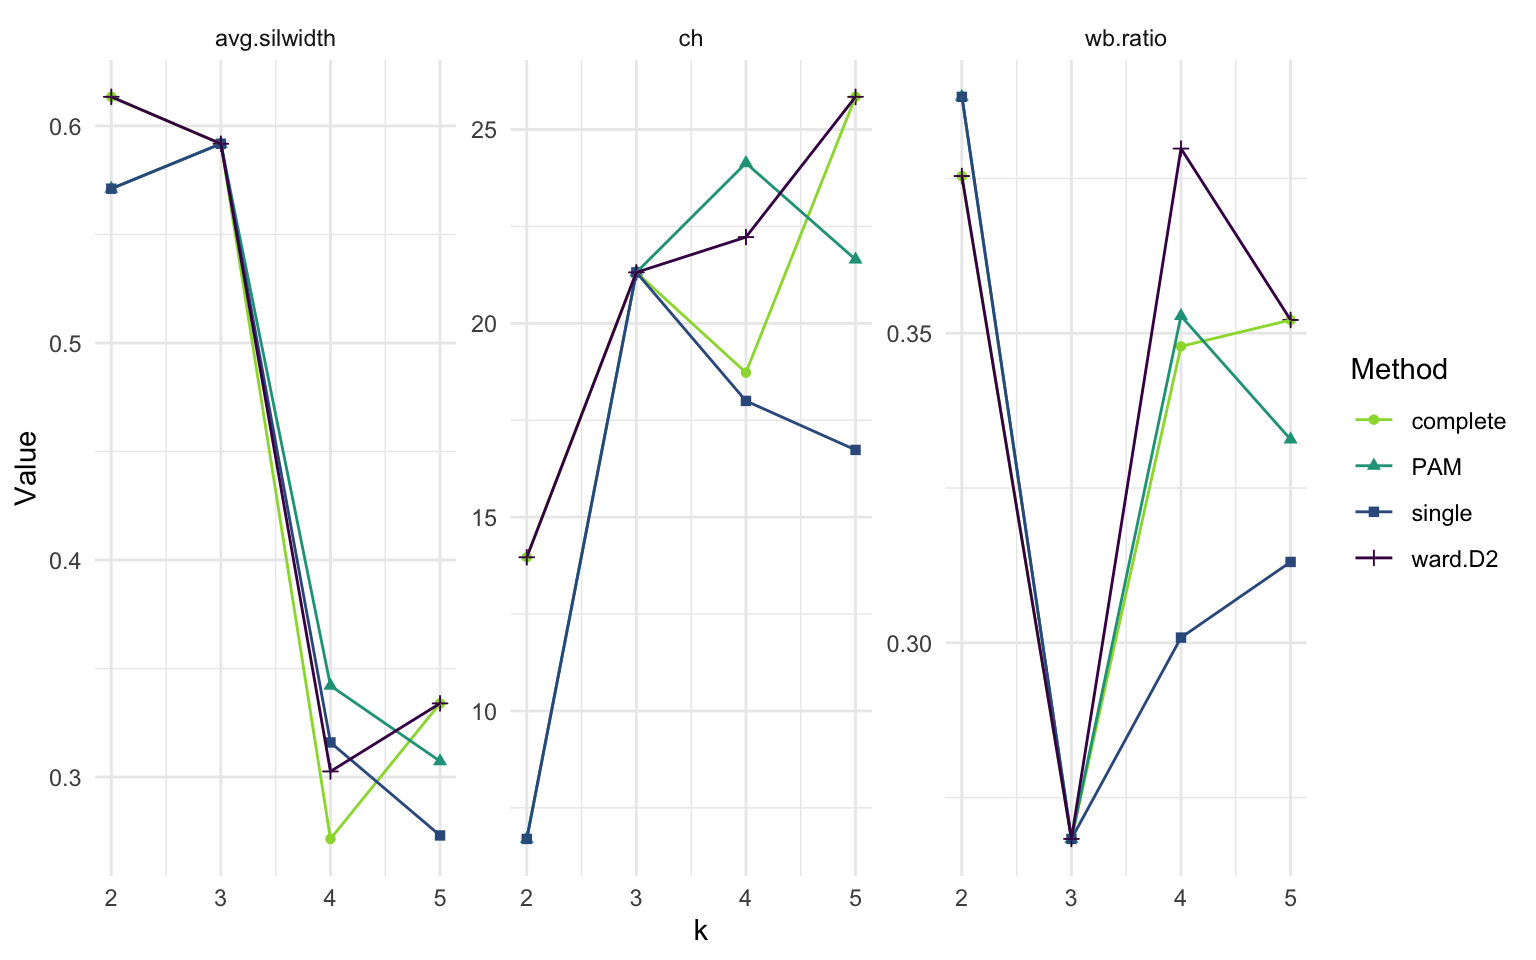 avg.silwidth
ch
wb.ratio
Value
0.6
0.5
0.4
0.3
25
20
15
10
0.35
0.30
2 3 4 5
2 3 4 5
2 3 4 5
k
Method
complete
PAM
single
ward.D2